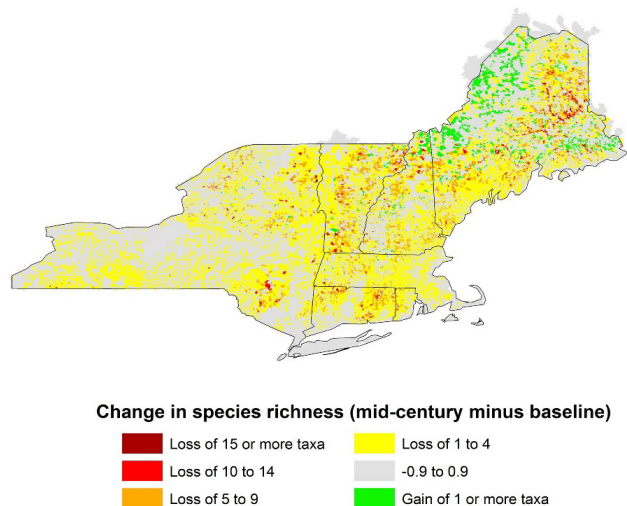 Change in species richness (mid-century minus baseline)
Loss of 15 or more taxa
Loss of 1 to 4
Loss of 10 to 14
-0.9 to 0.9
Loss of 5 to 9
Gain of 1 or more taxa